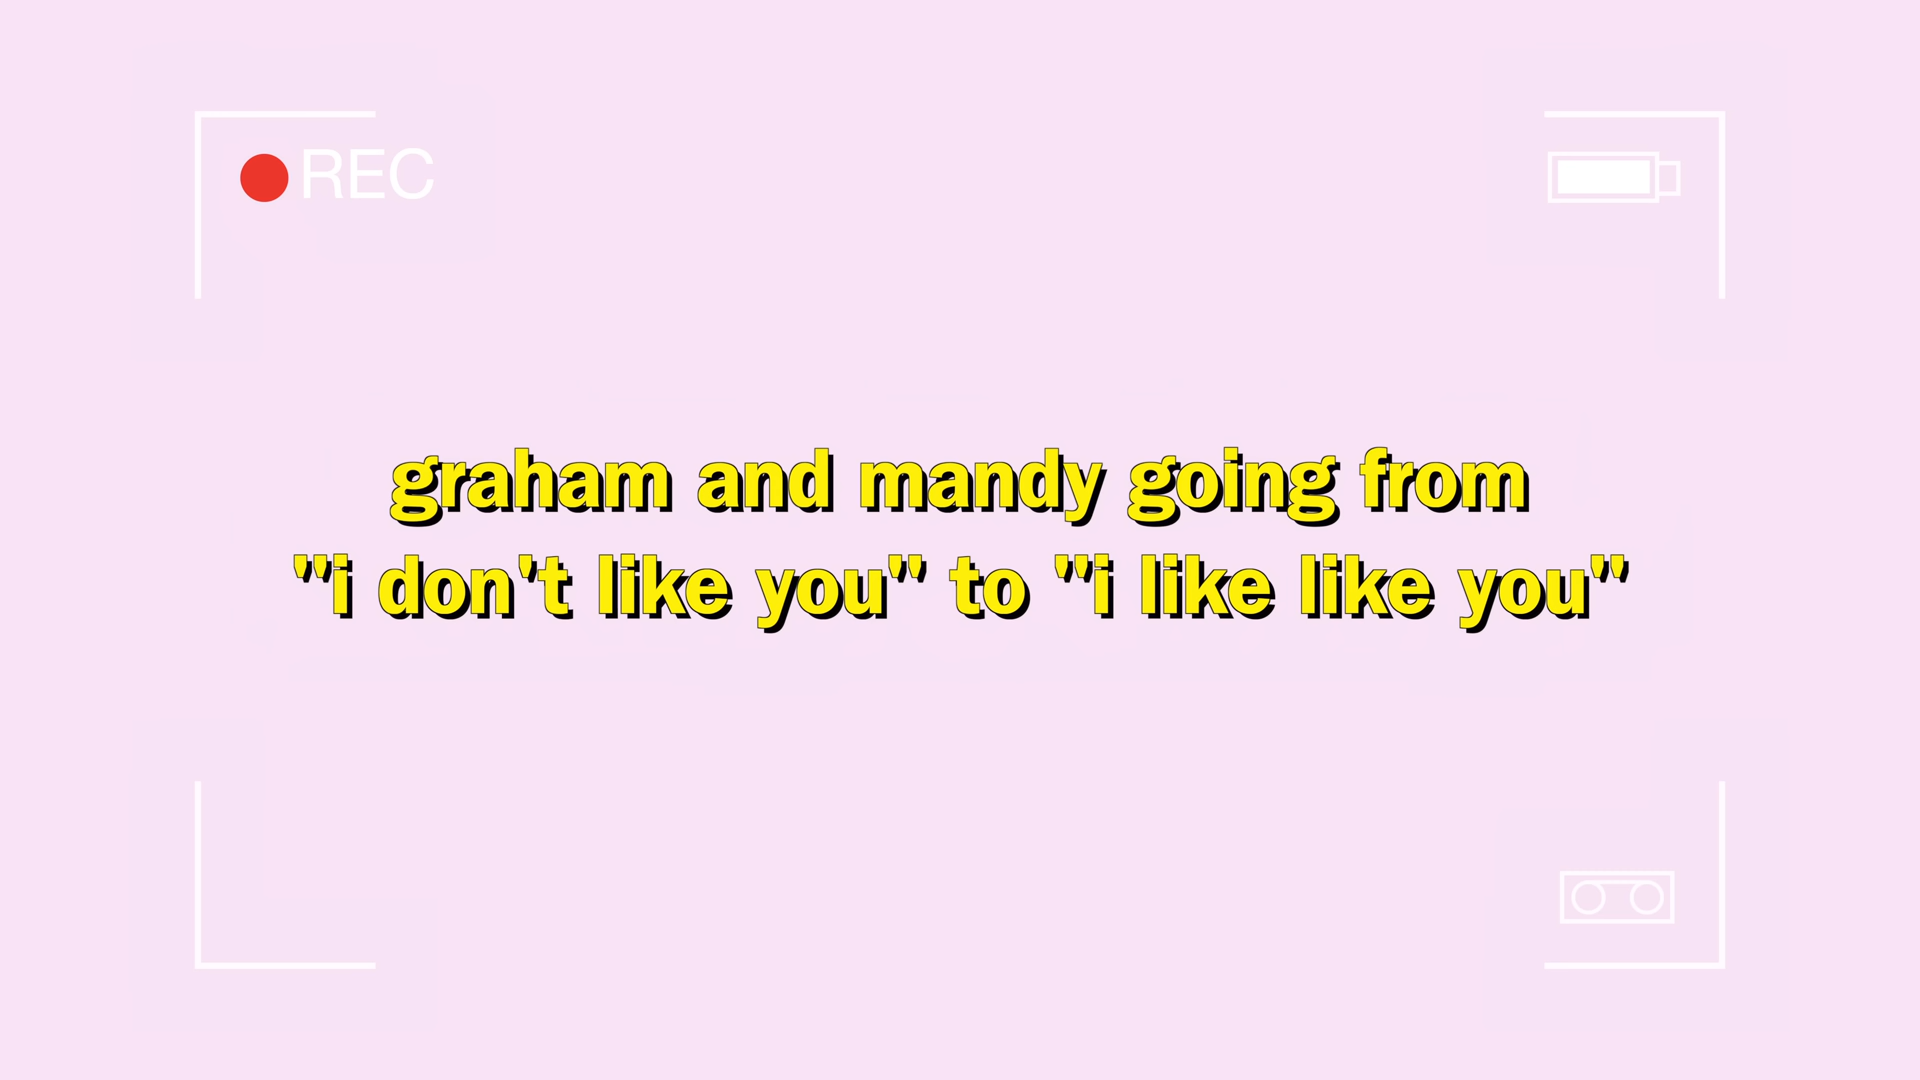 REC
graham and mandy going from
"i don't like you" to "i like like you"